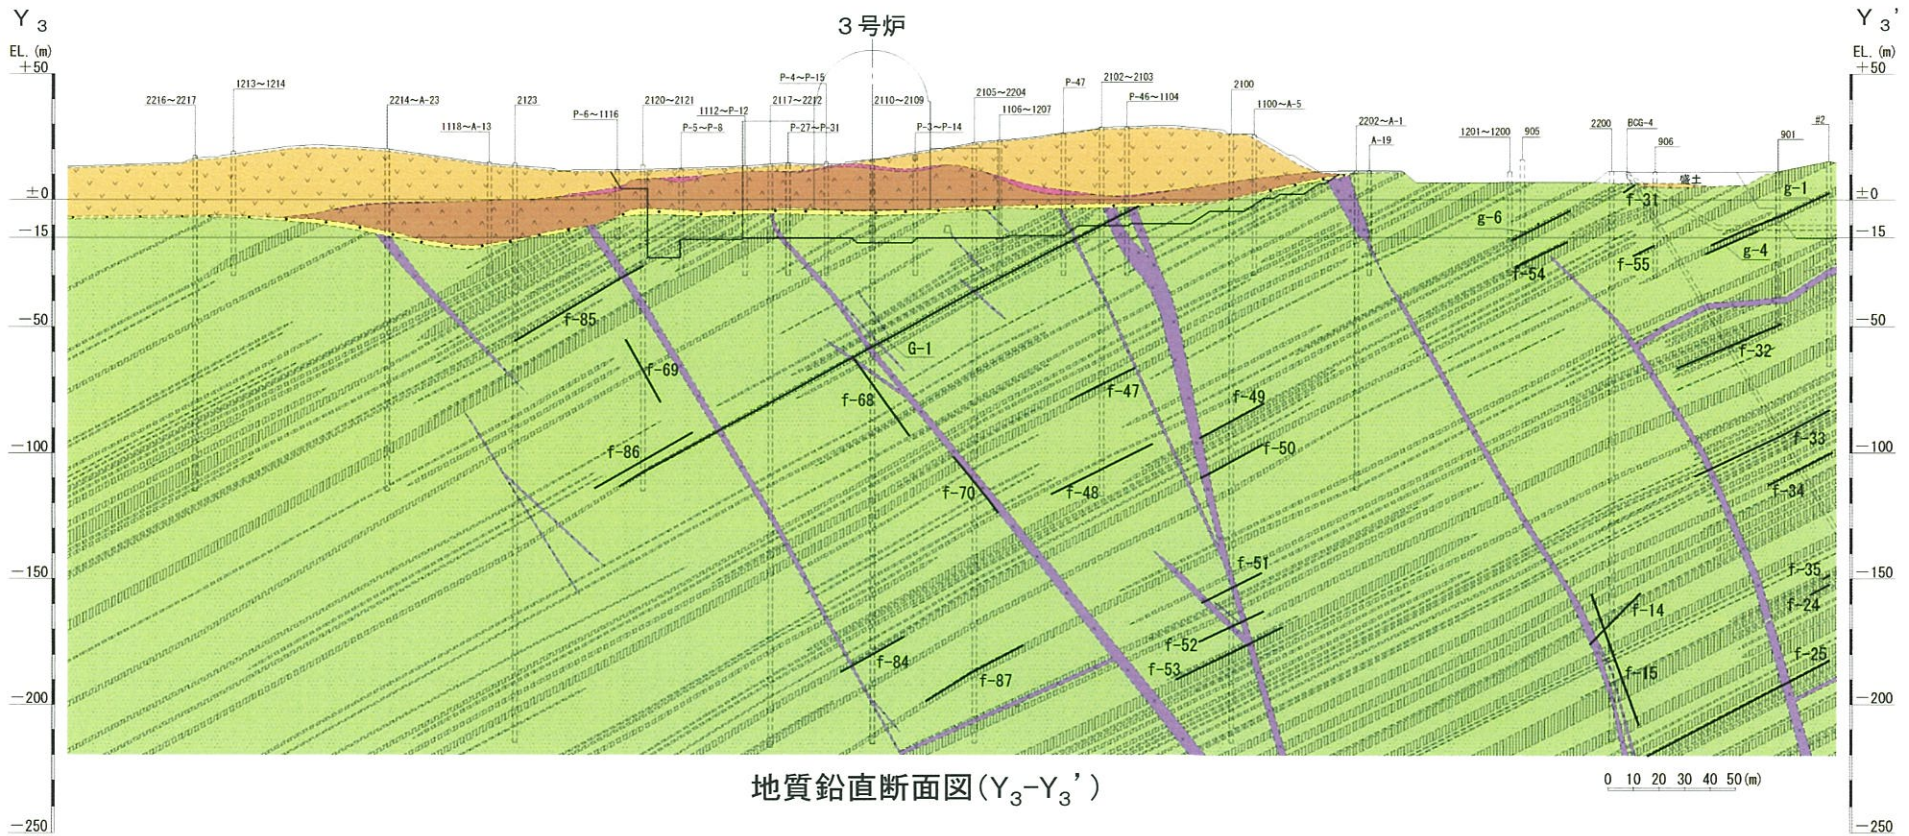 Y3
Y3'
3号炉
EL.(m)
EL.(m)
+50
+50
P-4~P-15
P-47
2102~2103
1213~1214
2100
2216~2217
2214~A-23
2123
2120~2121
2117~2212
2110~2109
2105~2204
P-46~1104
1100~A-5
P-6~1116
1112~P-12
1106~1207
2202~A-1
2200
BCG-4
#2
1118~A-13
P-5~P-8
P-27~P-31
P-3~P-14
A-19
1201~1200
905
906
901
盛土
g-1
±0
±0
f-31
g-6
-15
-15
g-4
f-54
f-55
-50
-50
f-85
G-1
f-32
f-69
f-68
f-47
f-49
-100
-100
f-86
f-50
f-33
f-70
f-48
f-34
-150
-150
f-51
f-35
f-24
f-14
f-52
f-84
f-53
f-25
f-87
f-15
-200
-200
地質鉛直断面図(Y3-Y3')
0 10 20 30 40 50(m)
-250
-250